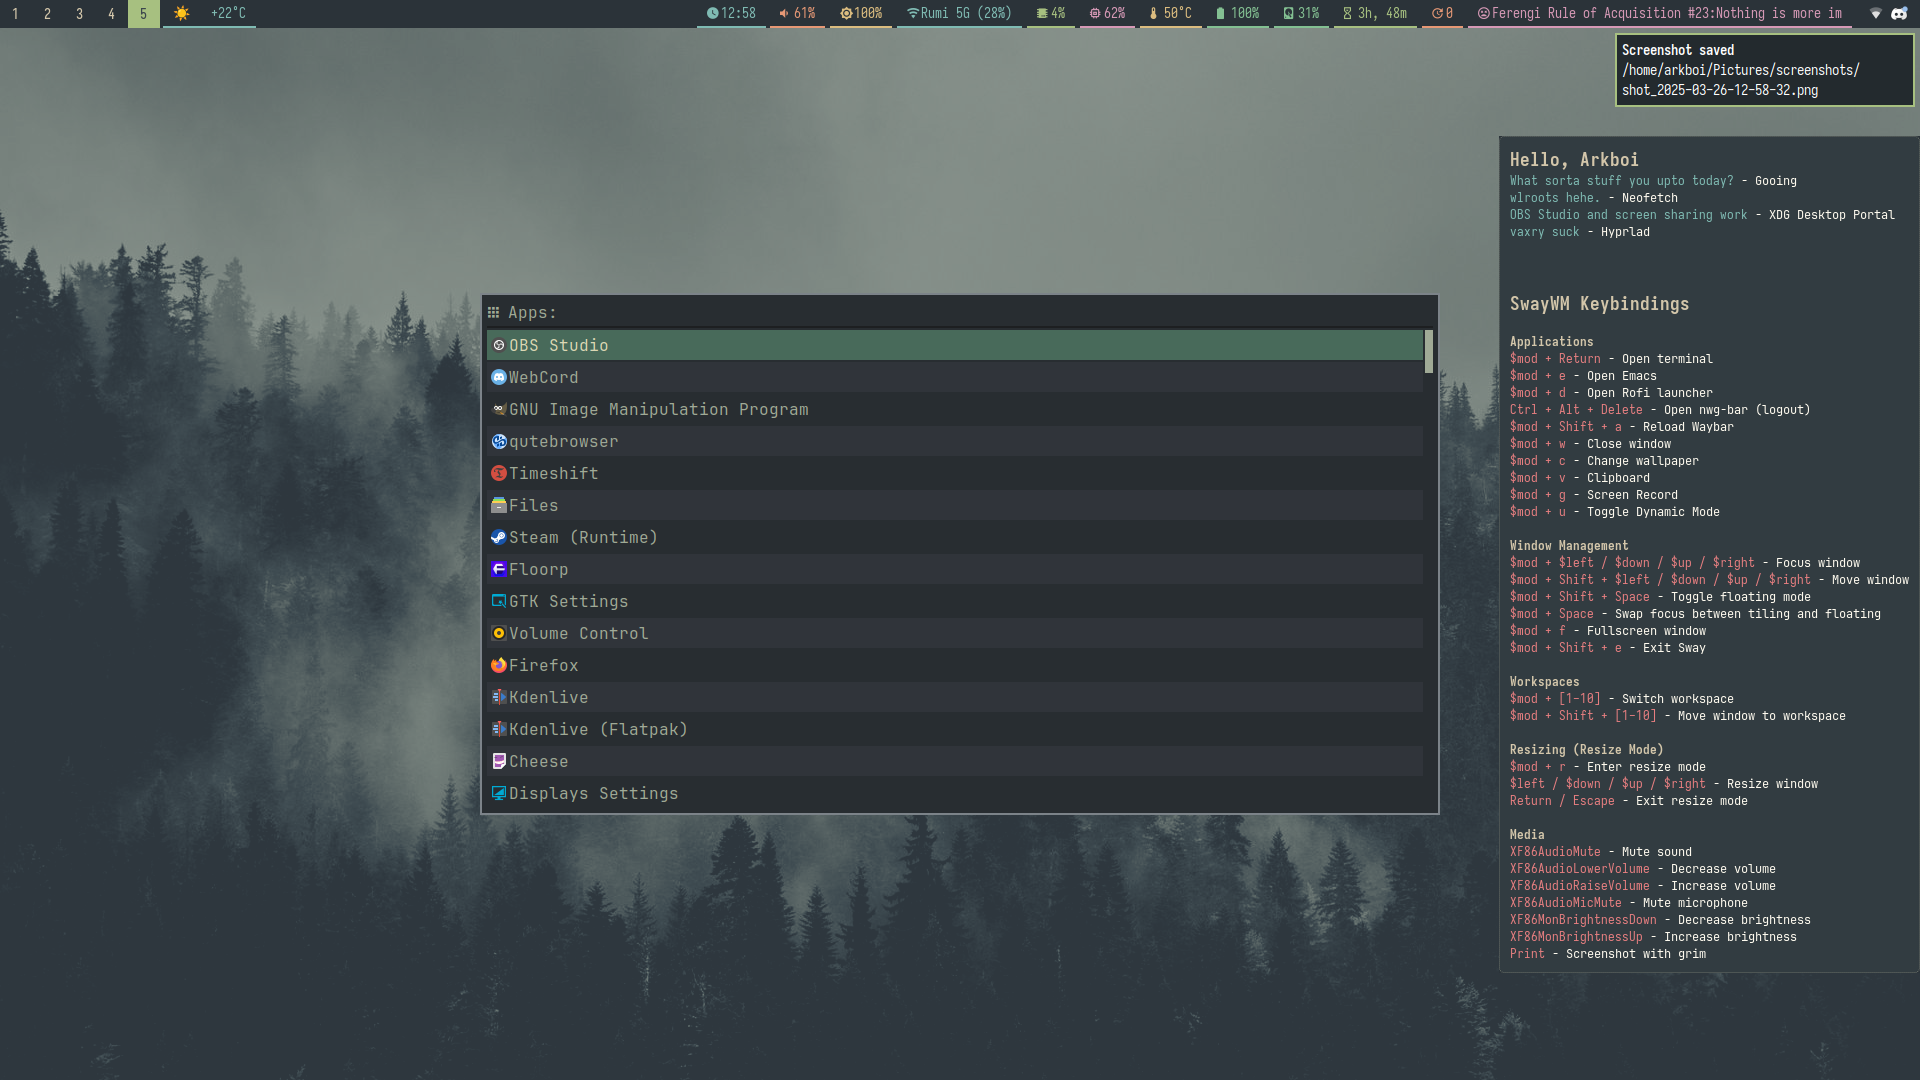 1 2 3 4 5 +22°C 12:58 61% 100% Rumi 5G (28%) 4% 62% 50°C 100% 31% 3h, 48m 0 Ferengi Rule of Acquisition #23:Nothing is more im
Screenshot saved
/home/arkboi/Pictures/screenshots/
shot_2025-03-26-12-58-32.png
Apps:
OBS Studio
WebCord
GNU Image Manipulation Program
qutebrowser
Timeshift
Files
Steam (Runtime)
Floorp
GTK Settings
Volume Control
Firefox
Kdenlive
Kdenlive (Flatpak)
Cheese
Displays Settings
Hello, Arkboi
What sorta stuff you upto today? - Gooing
wlroots hehe. - Neofetch
OBS Studio and screen sharing work - XDG Desktop Portal
vaxry suck - Hyprlad
SwayWM Keybindings
Applications
$mod + Return - Open terminal
$mod + e - Open Emacs
$mod + d - Open Rofi launcher
Ctrl + Alt + Delete - Open nwg-bar (logout)
$mod + Shift + a - Reload Waybar
$mod + w - Close window
$mod + c - Change wallpaper
$mod + v - Clipboard
$mod + g - Screen Record
$mod + u - Toggle Dynamic Mode
Window Management
$mod + $left / $down / $up / $right - Focus window
$mod + Shift + $left / $down / $up / $right - Move window
$mod + Shift + Space - Toggle floating mode
$mod + Space - Swap focus between tiling and floating
$mod + f - Fullscreen window
$mod + Shift + e - Exit Sway
Workspaces
$mod + [1-10] - Switch workspace
$mod + Shift + [1-10] - Move window to workspace
Resizing (Resize Mode)
$mod + r - Enter resize mode
$left / $down / $up / $right - Resize window
Return / Escape - Exit resize mode
Media
XF86AudioMute - Mute sound
XF86AudioLowerVolume - Decrease volume
XF86AudioRaiseVolume - Increase volume
XF86AudioMicMute - Mute microphone
XF86MonBrightnessDown - Decrease brightness
XF86MonBrightnessUp - Increase brightness
Print - Screenshot with grim